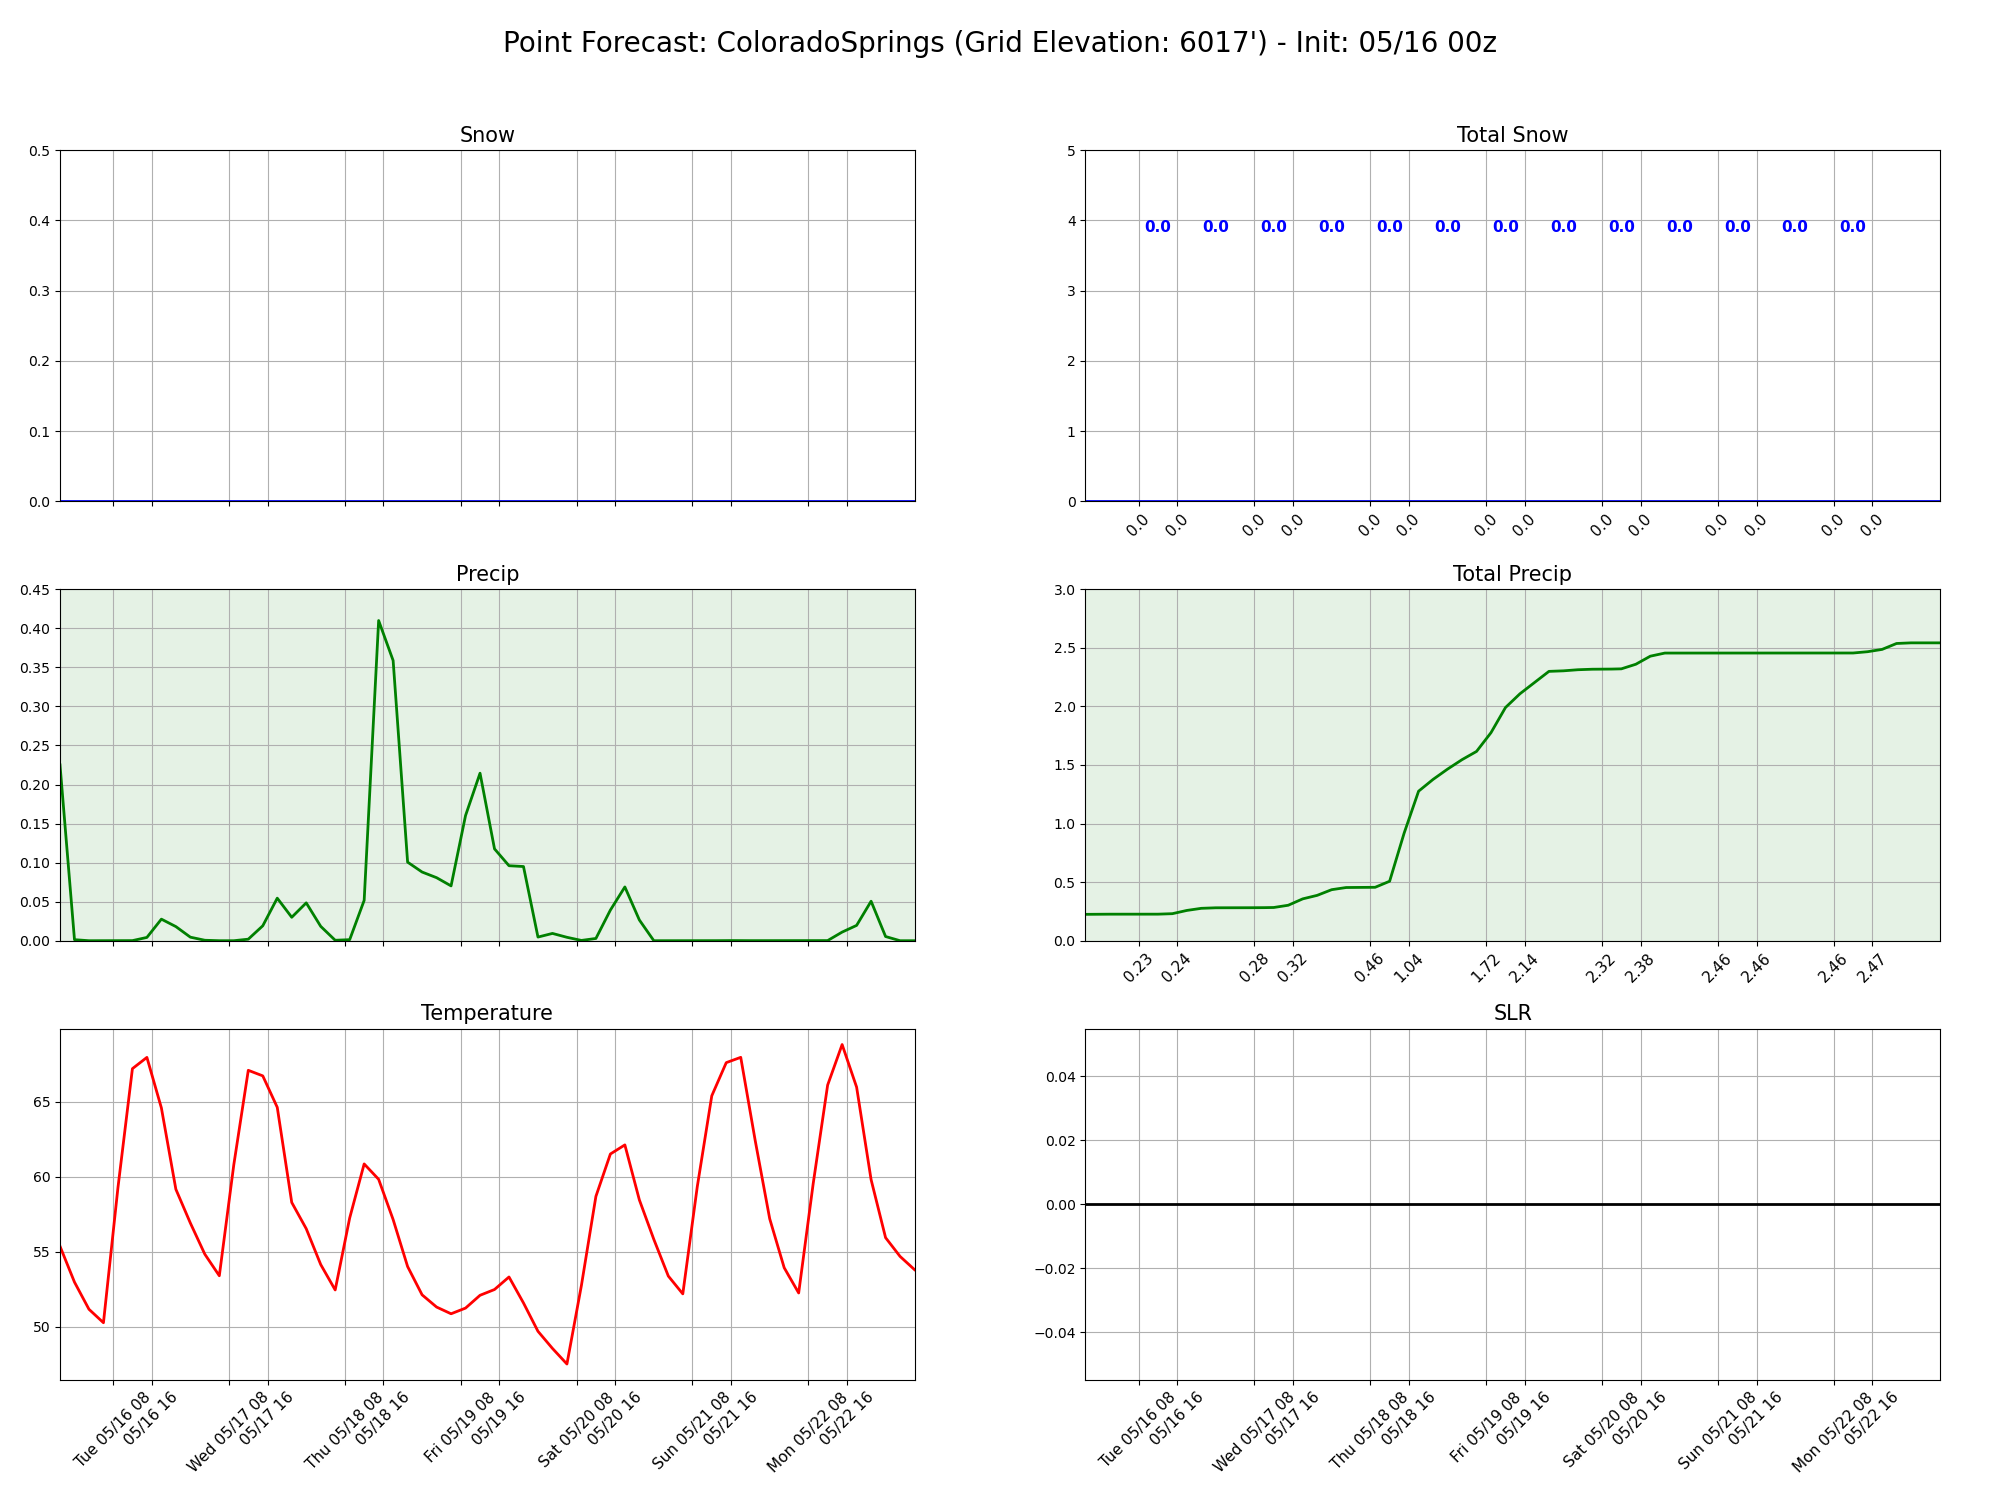 Point Forecast: ColoradoSprings (Grid Elevation: 6017') - Init: 05/16 00z
Snow
0.5
0.4
0.3
0.2
0.1
0.0
Total Snow
5
4
3
2
1
0
0.0 0.0 0.0 0.0 0.0 0.0 0.0 0.0 0.0 0.0 0.0 0.0 0.0
0.0 0.0 0.0 0.0 0.0 0.0 0.0 0.0 0.0 0.0 0.0 0.0 0.0 0.0
Precip
0.45
0.40
0.35
0.30
0.25
0.20
0.15
0.10
0.05
0.00
Total Precip
3.0
2.5
2.0
1.5
1.0
0.5
0.0
0.23 0.24 0.28 0.32 0.46 1.04 1.72 2.14 2.32 2.38 2.46 2.46 2.46 2.47
Temperature
65
60
55
50
Tue 05/16 08
05/16 16
Wed 05/17 08
05/17 16
Thu 05/18 08
05/18 16
Fri 05/19 08
05/19 16
Sat 05/20 08
05/20 16
Sun 05/21 08
05/21 16
Mon 05/22 08
05/22 16
SLR
0.04
0.02
0.00
−0.02
−0.04
Tue 05/16 08
05/16 16
Wed 05/17 08
05/17 16
Thu 05/18 08
05/18 16
Fri 05/19 08
05/19 16
Sat 05/20 08
05/20 16
Sun 05/21 08
05/21 16
Mon 05/22 08
05/22 16